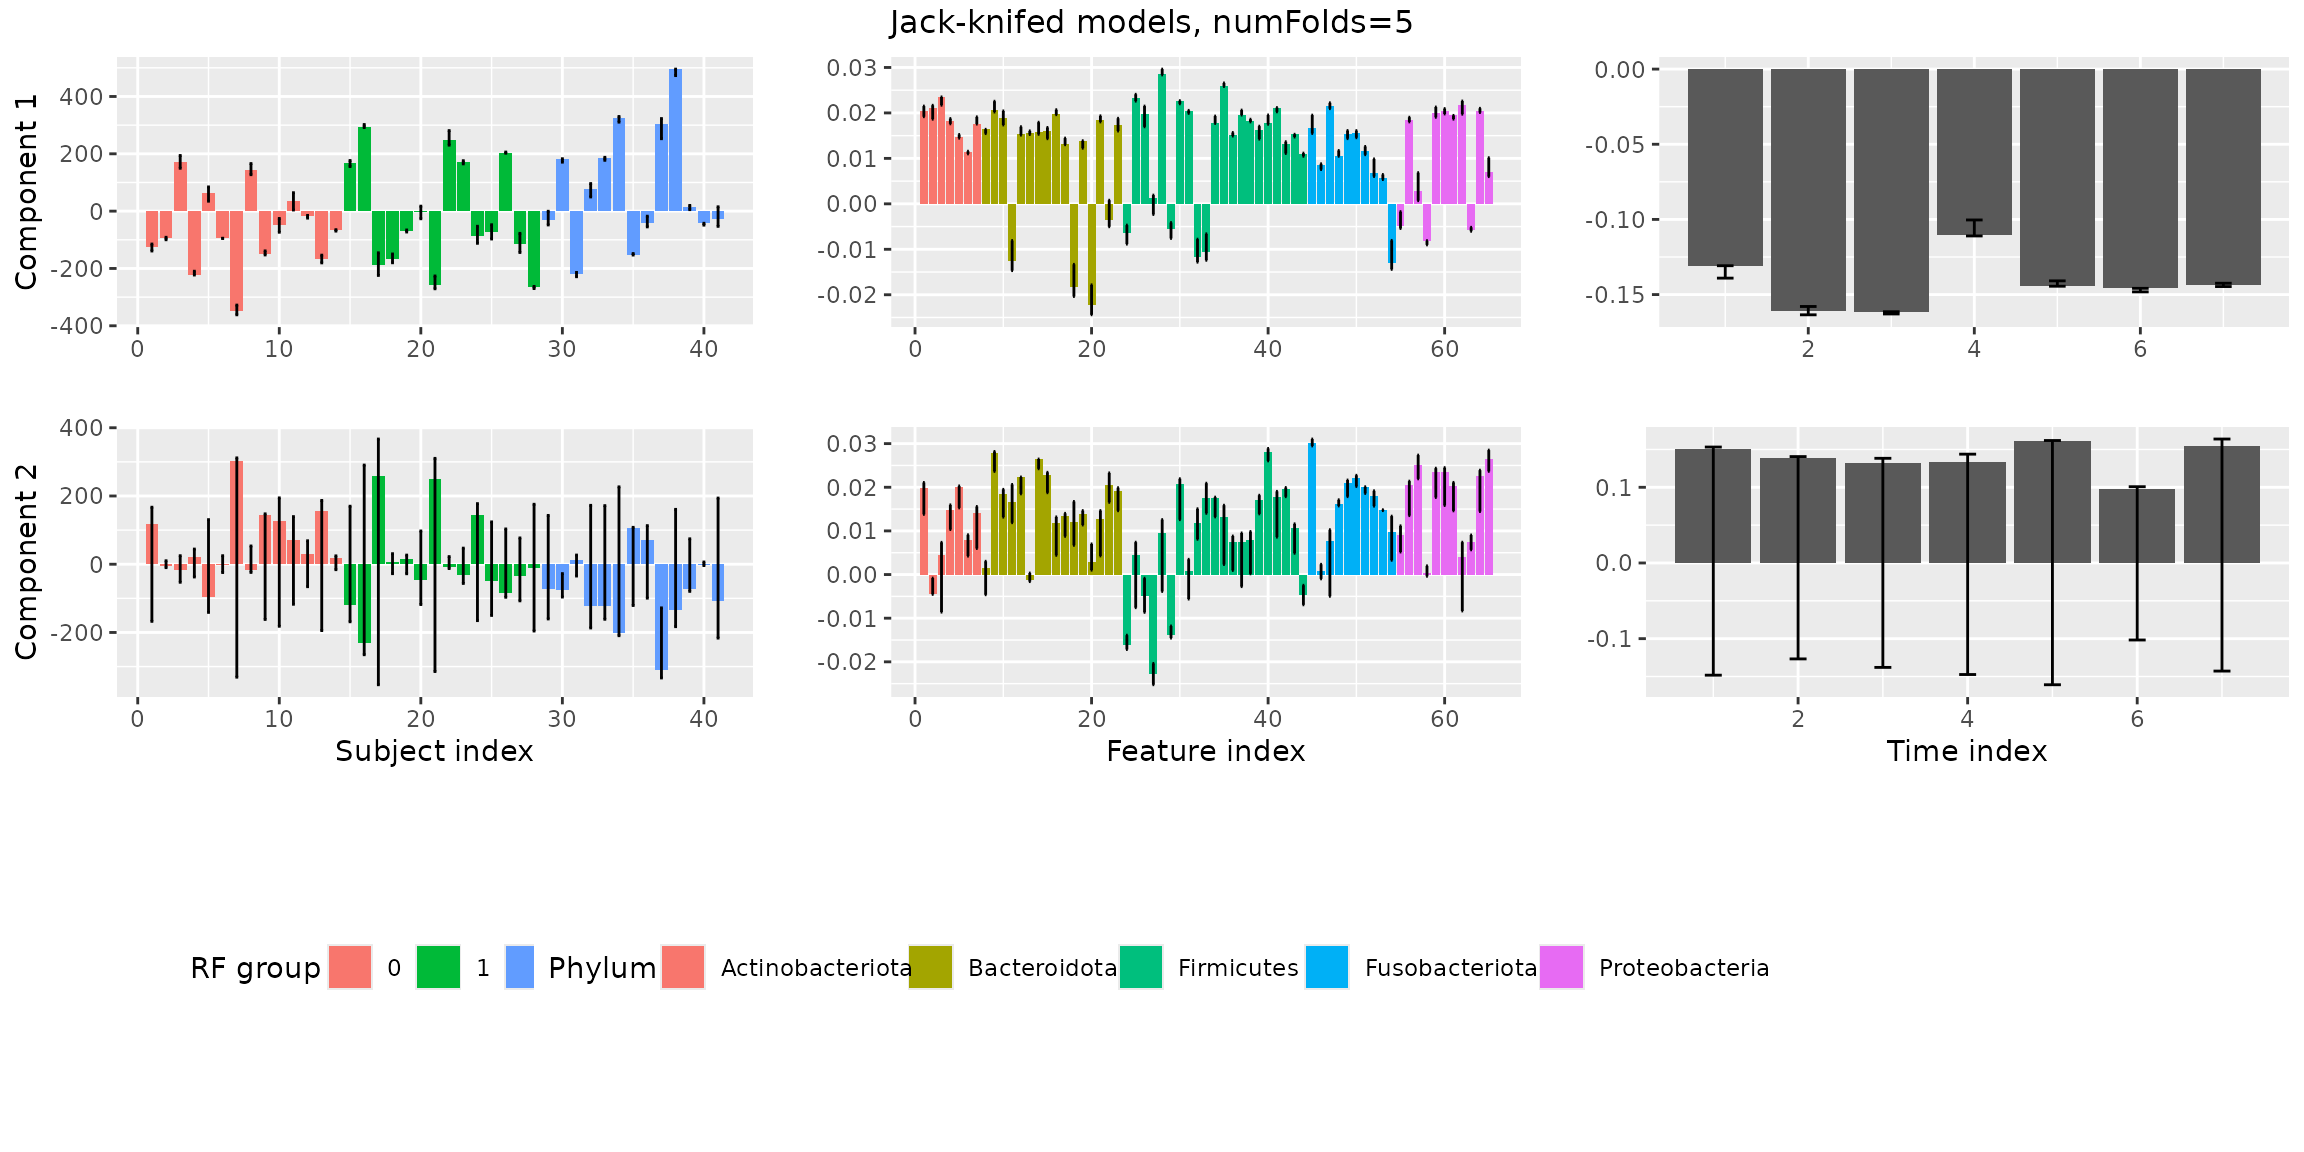 Jack-knifed models, numFolds=5
Component 1
400
200
0
-200
-400
0 10 20 30 40
0.03
0.02
0.01
0.00
-0.01
-0.02
0 20 40 60
0.00
-0.05
-0.10
-0.15
2 4 6
Component 2
400
200
0
-200
0 10 20 30 40
Subject index
0.03
0.02
0.01
0.00
-0.01
-0.02
0 20 40 60
Feature index
0.1
0.0
-0.1
2 4 6
Time index
RF group 0 1 Phylum Actinobacteriota Bacteroidota Firmicutes Fusobacteriota Proteobacteria